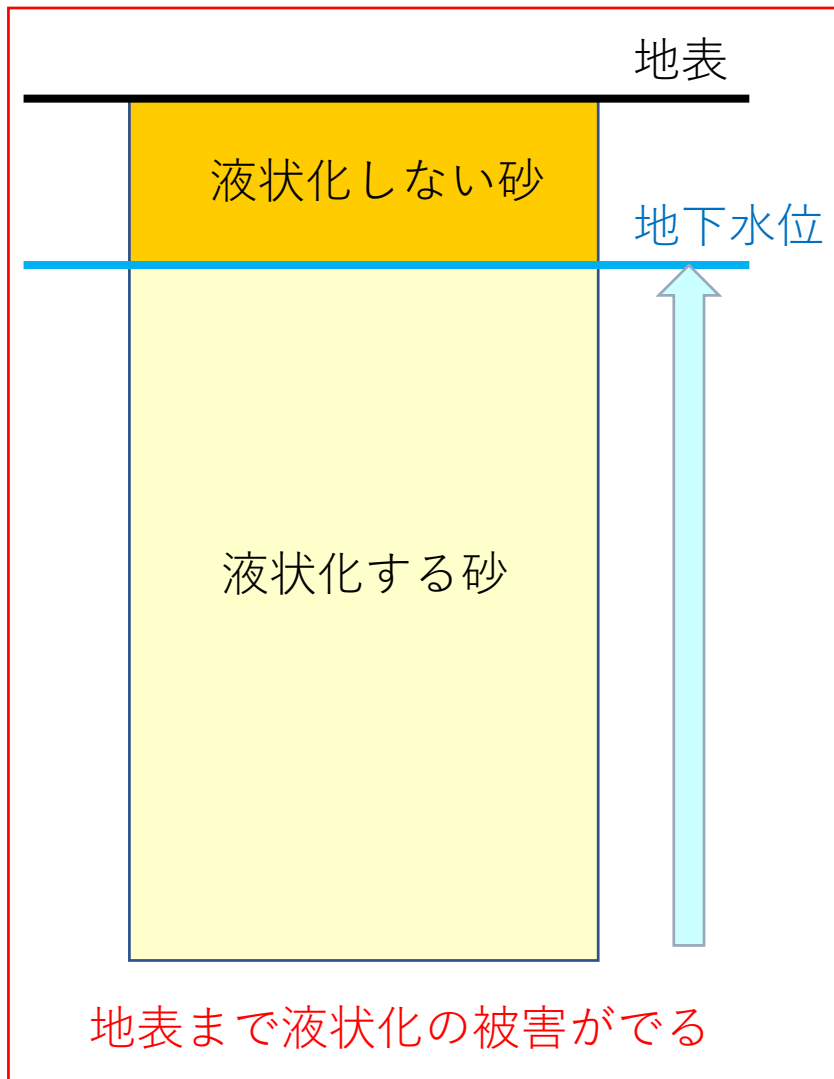 地表
液状化しない砂
地下水位
液状化する砂
地表まで液状化の被害がでる